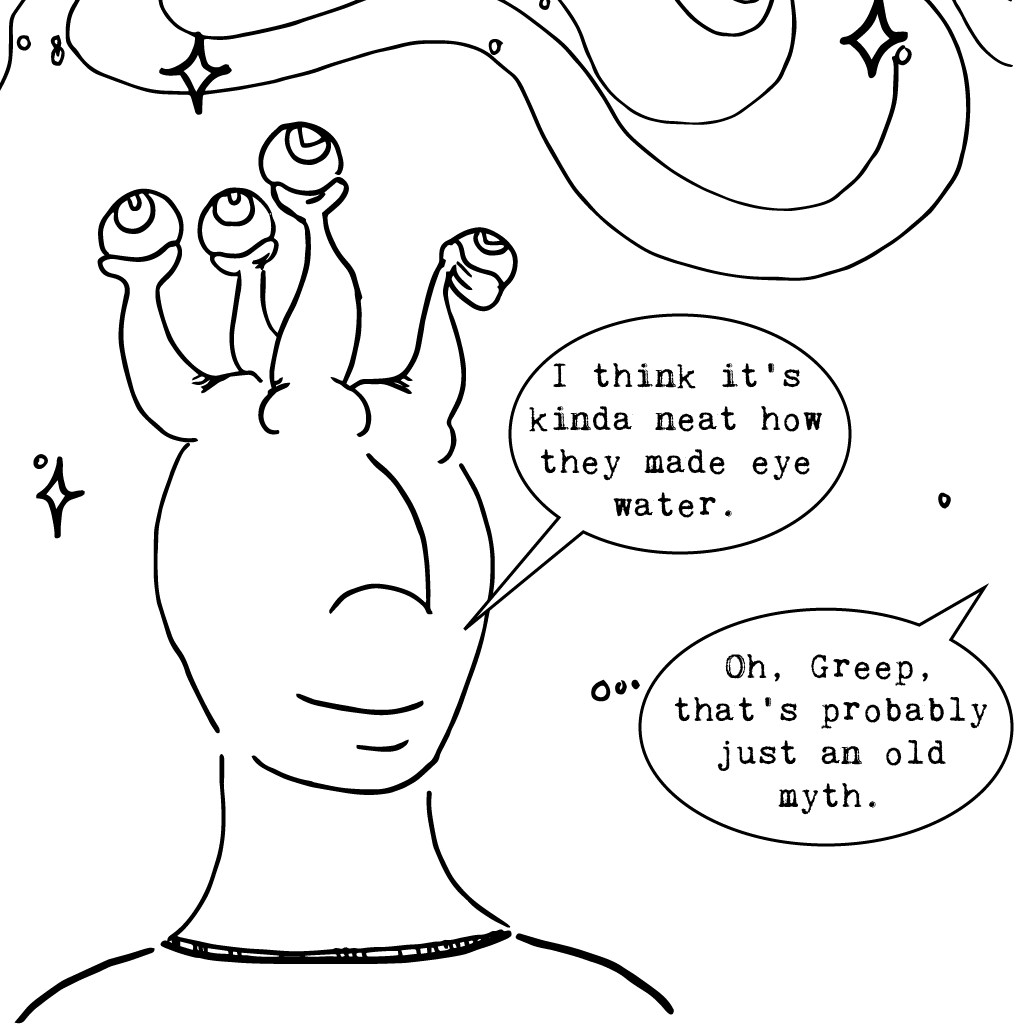 I think it's
kinda neat how
they made eye
water.
Oh, Greep,
that's probably
just an old
myth.